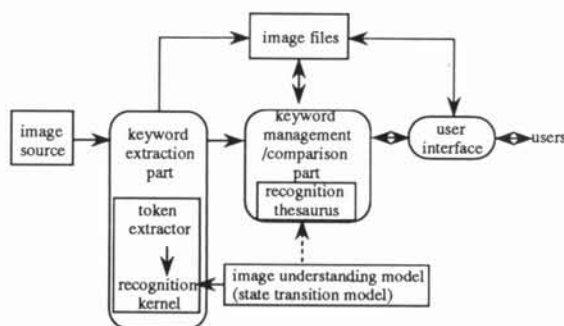 image files
image
source
keyword
extraction
part
keyword
management
/comparison
part
user
interface
users
recognition
thesaurus
token
extractor
recognition
kernel
image understanding model
(state transition model)